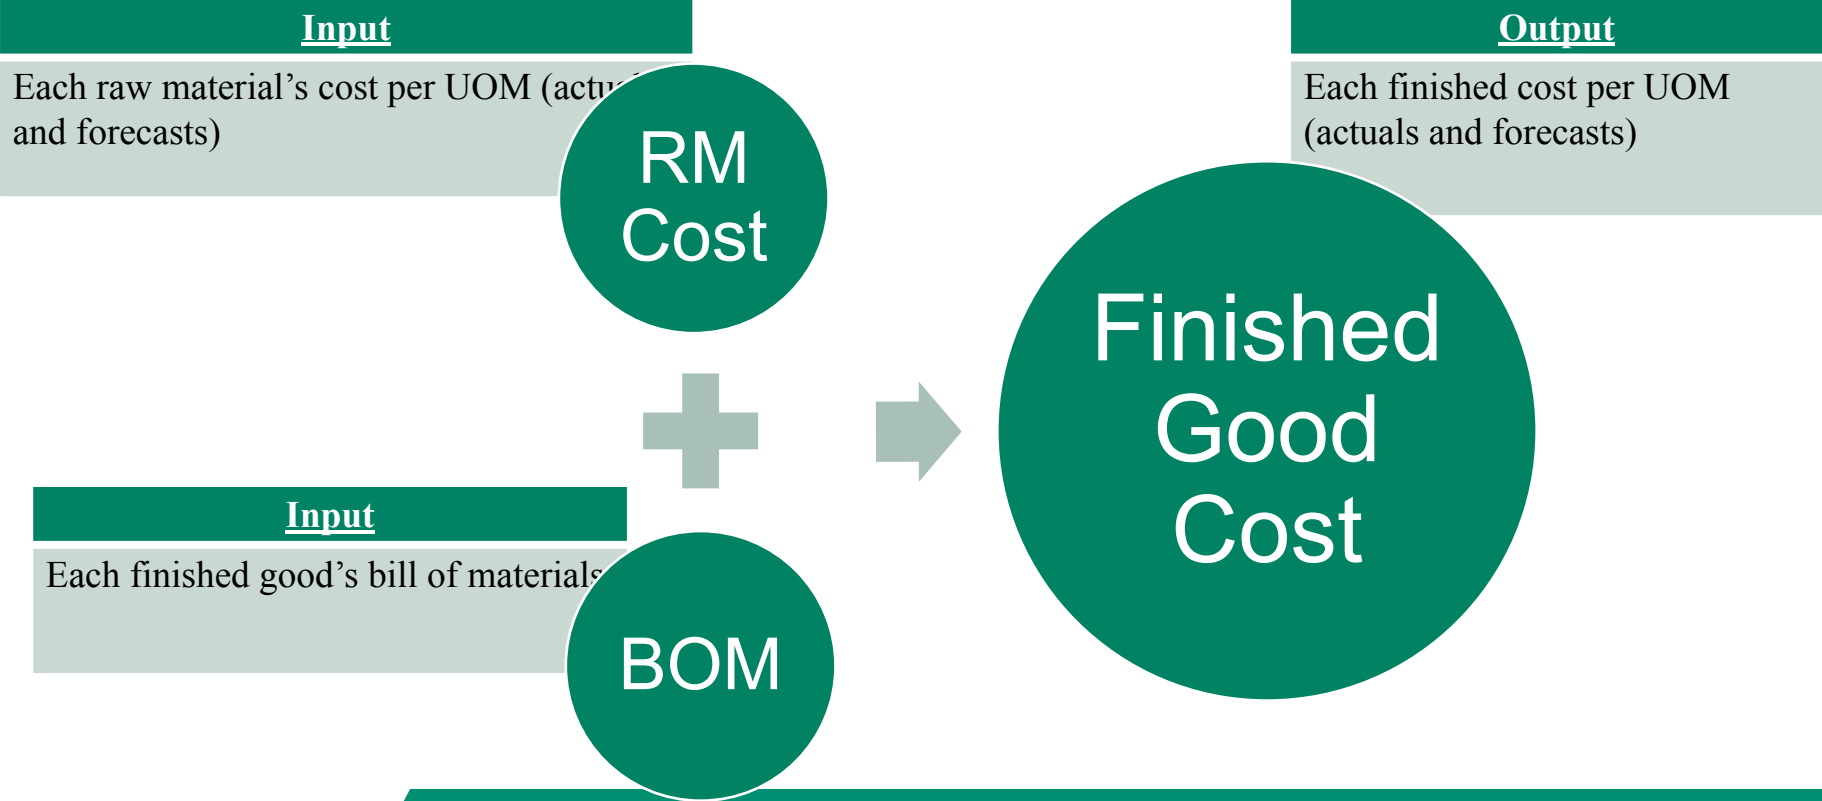 Input
Each raw material’s cost per UOM
and forecasts)
RM
Cost
Input
Each finished good’s bill of materials
BOM
Output
Each finished cost per UOM
(actuals and forecasts)
Finished
Good
Cost